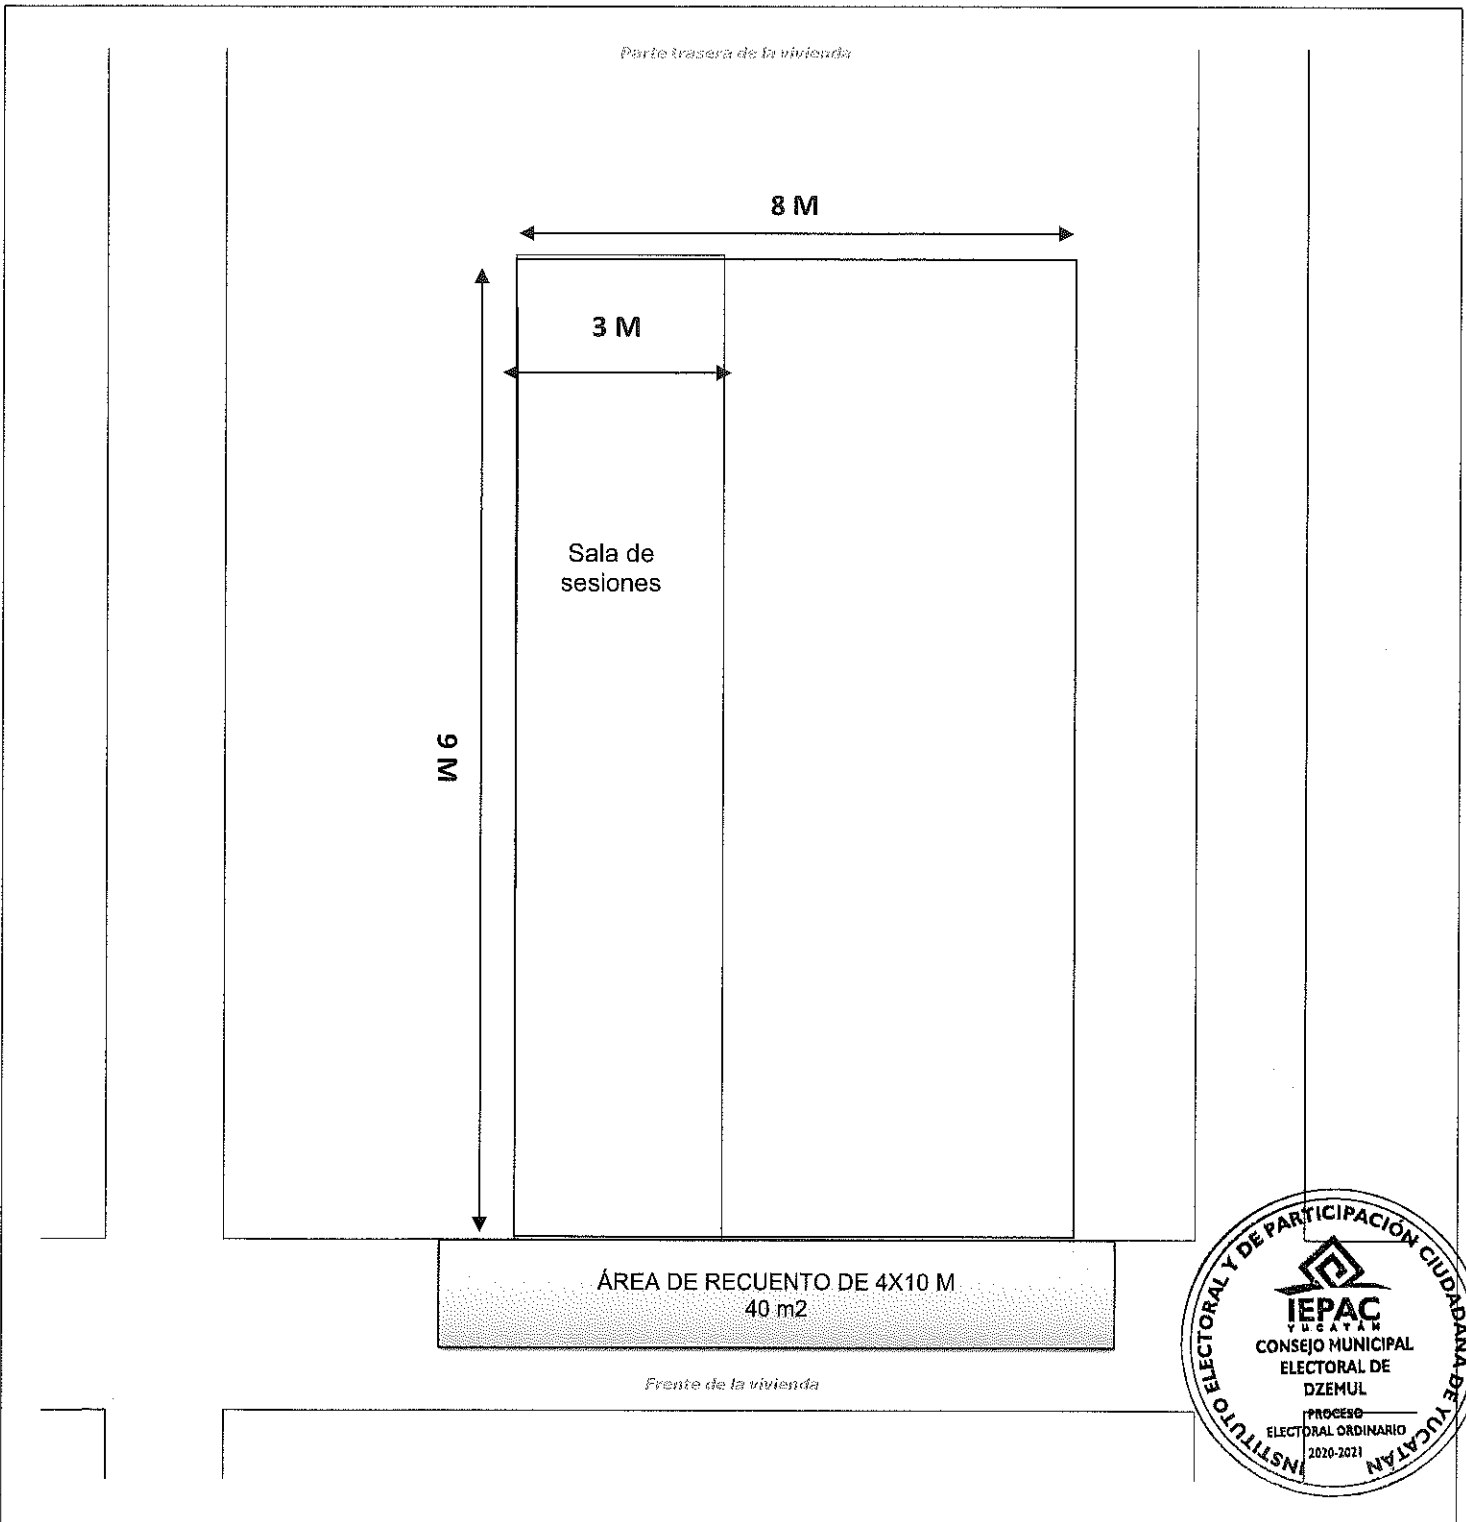 Parte trasera de la vivienda
8 M
3 M
Sala de
sesiones
9 M
ÁREA DE RECUENTO DE 4X10 M
40 m2
Frente de la vivienda
INSTITUTO ELECTORAL Y DE PARTICIPACIÓN CIUDADANA DE YUCATÁN
IEPAC
YUCATÁN
CONSEJO MUNICIPAL
ELECTORAL DE
DZEMUL
PROCESO
ELECTORAL ORDINARIO
2020-2021